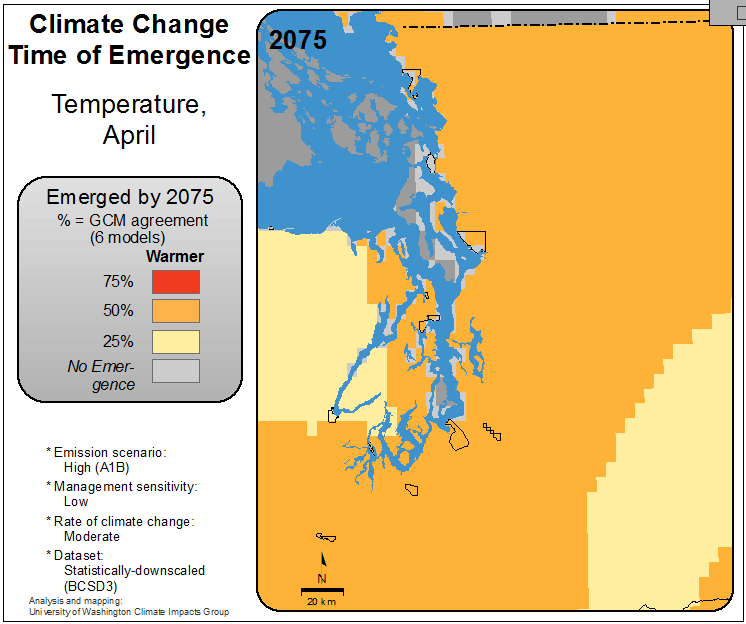 Climate Change
Time of Emergence
Temperature,
April
Emerged by 2075
% = GCM agreement
(6 models)
Warmer
75%
50%
25%
No Emer-
gence
* Emission scenario:
High (A1B)
* Management sensitivity:
Low
* Rate of climate change:
Moderate
* Dataset:
Statistically-downscaled
(BCSD3)
Analysis and mapping:
University of Washington Climate Impacts Group
2075
N
20 km